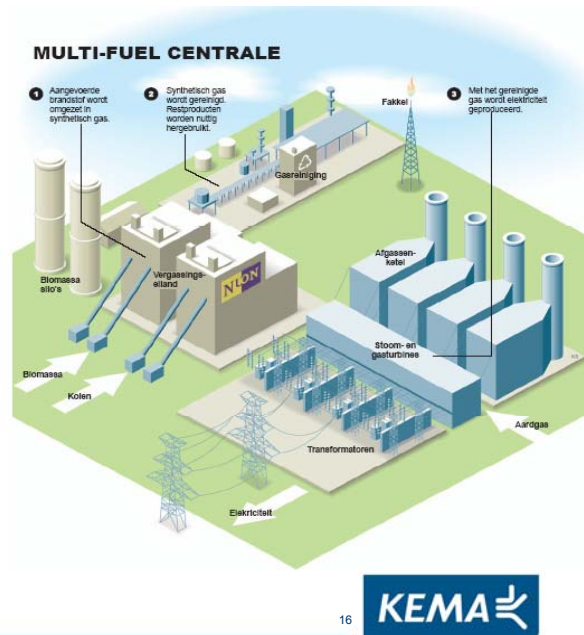 MULTI-FUEL CENTRALE
1 Aangevoerde
brandstof wordt
omgezet in
synthetisch gas.
2 Synthetisch gas
wordt gereinigd.
Restproducten
worden nuttig
hergebruikt.
Fakkel
3 Met het gereinigde
gas wordt elektriciteit
geproduceerd.
Gasreiniging
Biomassa
silo's
Vergassings-
eiland
NUON
Afgassen-
ketel
Stoom- en
gasturbines
Biomassa
Kolen
Aardgas
Transformatoren
Elekriciteit
16
KEMA